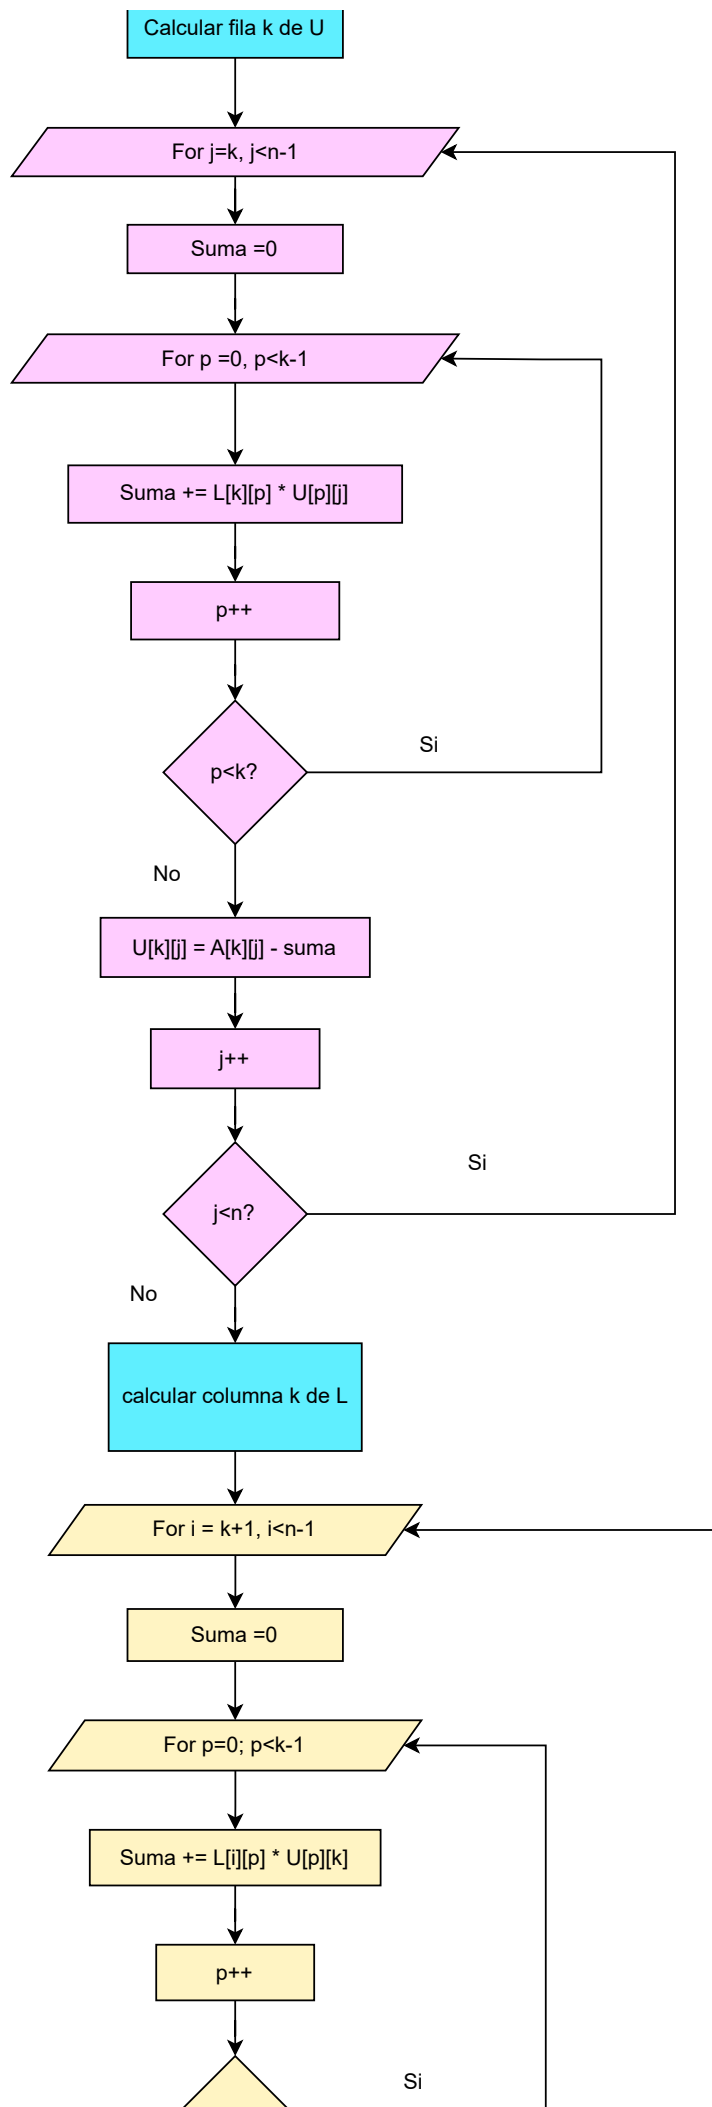 Calcular fila k de U
For j=k, j<n-1
Suma =0
For p =0, p<k-1
Suma += L[k][p] * U[p][j]
p++
p<k?
Si
No
U[k][j] = A[k][j] - suma
j++
j<n?
Si
No
calcular columna k de L
For i = k+1, i<n-1
Suma =0
For p=0; p<k-1
Suma += L[i][p] * U[p][k]
p++
Si